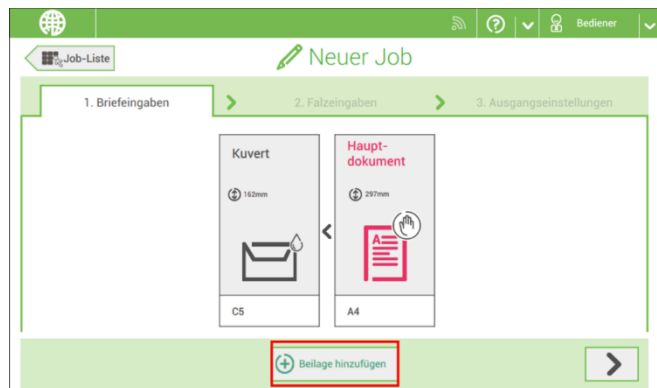 Bediener
Job-Liste
Neuer Job
1. Briefeingaben
2. Falzeingaben
3. Ausgangseinstellungen
Kuvert
162mm
C5
Haupt-
dokument
297mm
A
A4
Beilage hinzufügen